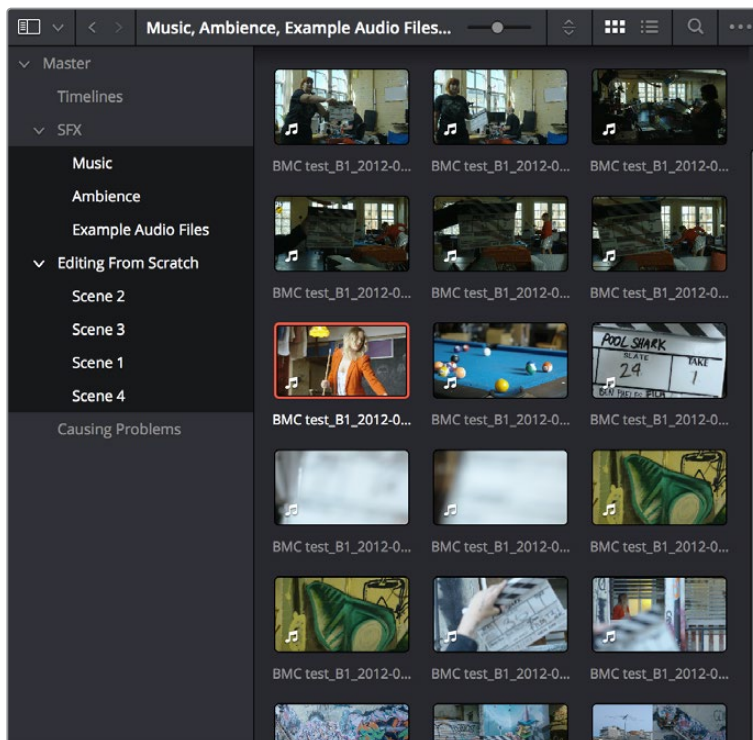 Music, Ambience, Example Audio Files...
Master
Timelines
SFX
Music
Ambience
Example Audio Files
Editing From Scratch
Scene 2
Scene 3
Scene 1
Scene 4
Causing Problems
BMC test_B1_2012-0... BMC test_B1_2012-0... BMC test_B1_2012-0...
BMC test_B1_2012-0... BMC test_B1_2012-0... BMC test_B1_2012-0...
POOL SHARK
SLATE TAKE
24 1
BMC test_B1_2012-0... BMC test_B1_2012-0... BMC test_B1_2012-0...
BMC test_B1_2012-0... BMC test_B1_2012-0... BMC test_B1_2012-0...
BMC test_B1_2012-0... BMC test_B1_2012-0... BMC test_B1_2012-0...